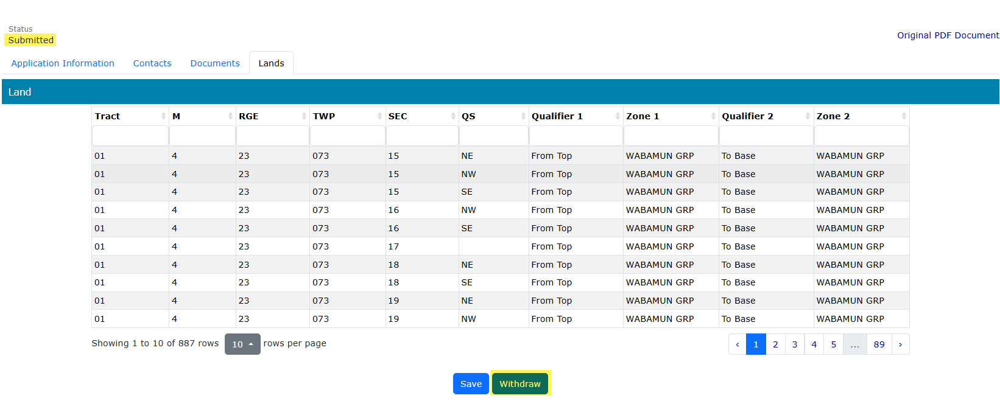 Status
Submitted
Original PDF Document
Application Information Contacts Documents Lands
Land
Tract M RGE TWP SEC QS Qualifier 1 Zone 1 Qualifier 2 Zone 2
01 4 23 073 15 NE From Top WABAMUN GRP To Base WABAMUN GRP
01 4 23 073 15 NW From Top WABAMUN GRP To Base WABAMUN GRP
01 4 23 073 15 SE From Top WABAMUN GRP To Base WABAMUN GRP
01 4 23 073 16 NW From Top WABAMUN GRP To Base WABAMUN GRP
01 4 23 073 16 SE From Top WABAMUN GRP To Base WABAMUN GRP
01 4 23 073 17 From Top WABAMUN GRP To Base WABAMUN GRP
01 4 23 073 18 NE From Top WABAMUN GRP To Base WABAMUN GRP
01 4 23 073 18 SE From Top WABAMUN GRP To Base WABAMUN GRP
01 4 23 073 19 NE From Top WABAMUN GRP To Base WABAMUN GRP
01 4 23 073 19 NW From Top WABAMUN GRP To Base WABAMUN GRP
Showing 1 to 10 of 887 rows 10 rows per page ‹ 1 2 3 4 5 ... 89 ›
Save Withdraw